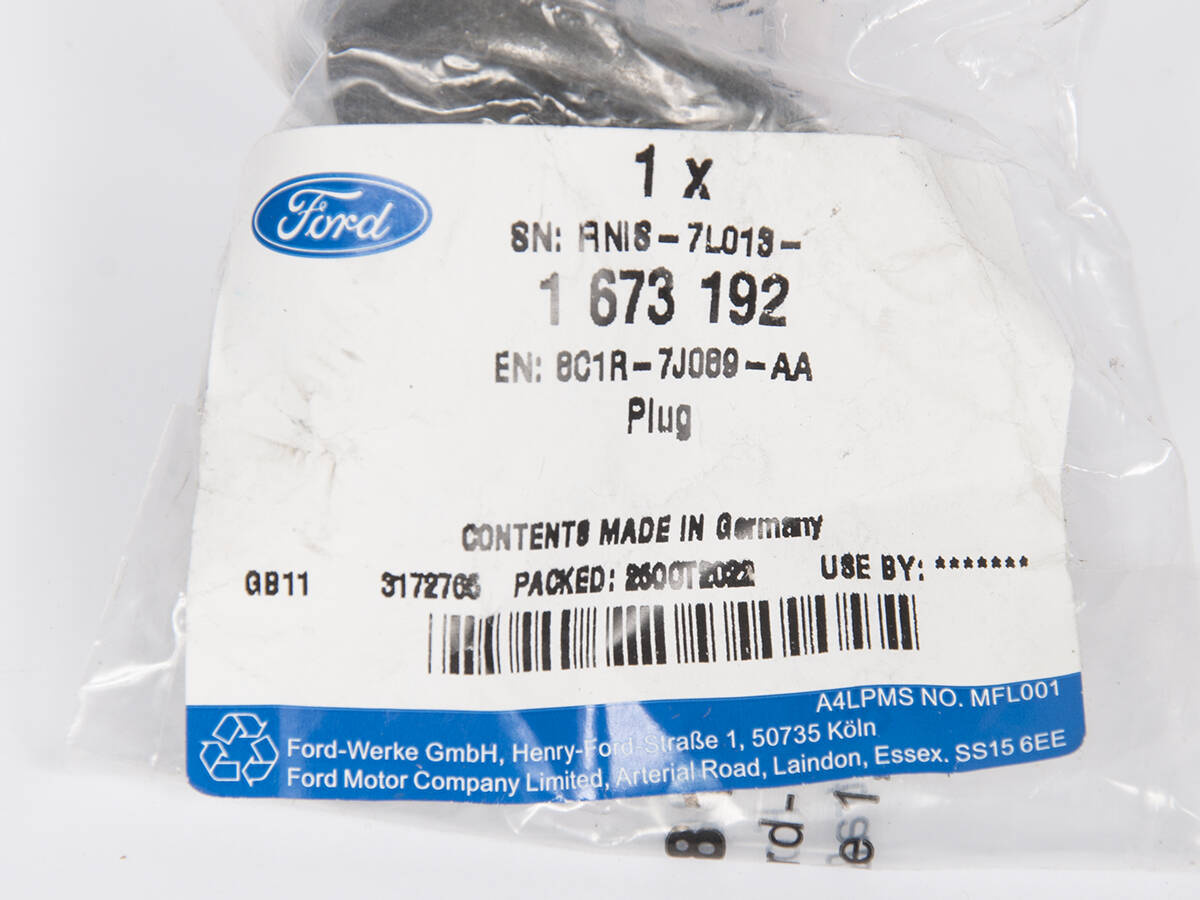 Ford
1 x
SN: RNIS-7L013-
1 673 192
EN: 8C1R-7J089-AA
Plug
CONTENTS MADE IN Germany
GB11 3172765 PACKED: 25OCT2022 USE BY: *******
A4LPMS NO. MFL001
Ford-Werke GmbH, Henry-Ford-Straße 1, 50735 Köln
Ford Motor Company Limited, Arterial Road, Laindon, Essex. SS15 6EE